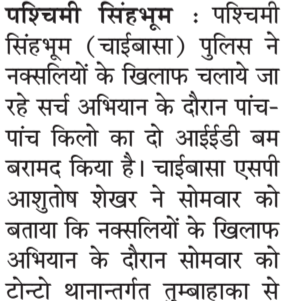 पश्चिमी सिंहभूम : पश्चिमी
सिंहभूम (चाईबासा) पुलिस ने
नक्सलियों के खिलाफ चलाये जा
रहे सर्च अभियान के दौरान पांच-
पांच किलो का दो आईईडी बम
बरामद किया है। चाईबासा एसपी
आशुतोष शेखर ने सोमवार को
बताया कि नक्सलियों के खिलाफ
अभियान के दौरान सोमवार को
टोन्टो थानान्तर्गत तुम्बाहाका से